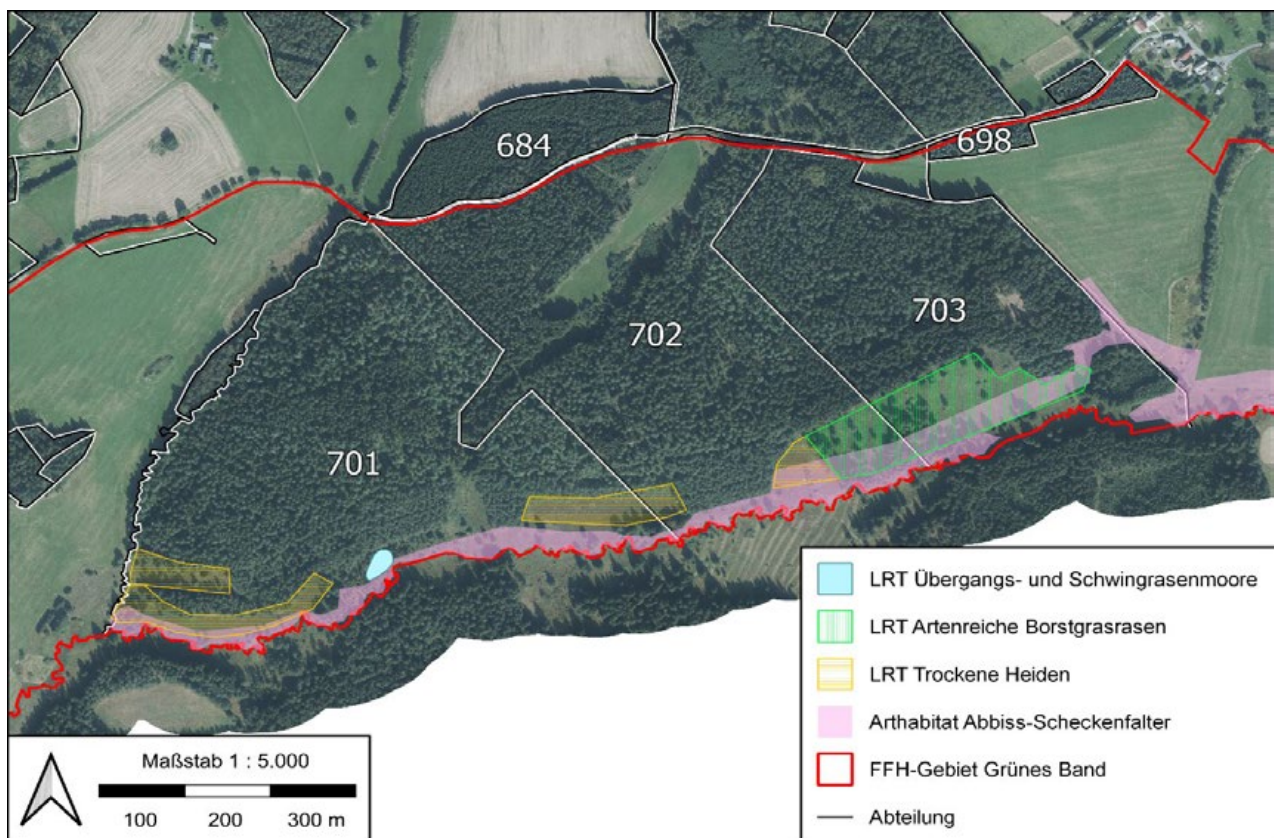 684
698
702
703
701
LRT Übergangs- und Schwingrasenmoore
LRT Artenreiche Borstgrasrasen
LRT Trockene Heiden
Arthabitat Abbiss-Scheckenfalter
FFH-Gebiet Grünes Band
Abteilung
Maßstab 1 : 5.000
100 200 300 m